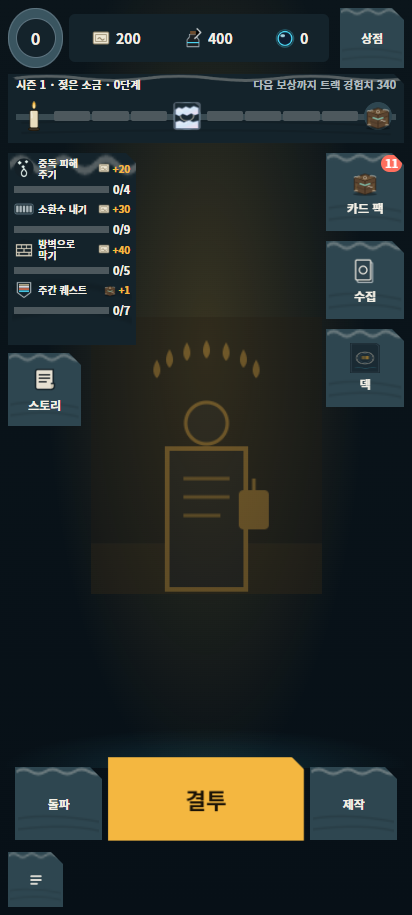 0
200
400
0
상점
시즌 1 • 젖은 소금 • 0단계
다음 보상까지 트랙 경험치 340
중독 피해
주기
+20
0/4
소환수 내기
+30
0/9
방벽으로
막기
+40
0/5
주간 퀘스트
+1
0/7
11
카드 팩
수집
덱
스토리
돌파
결투
제작